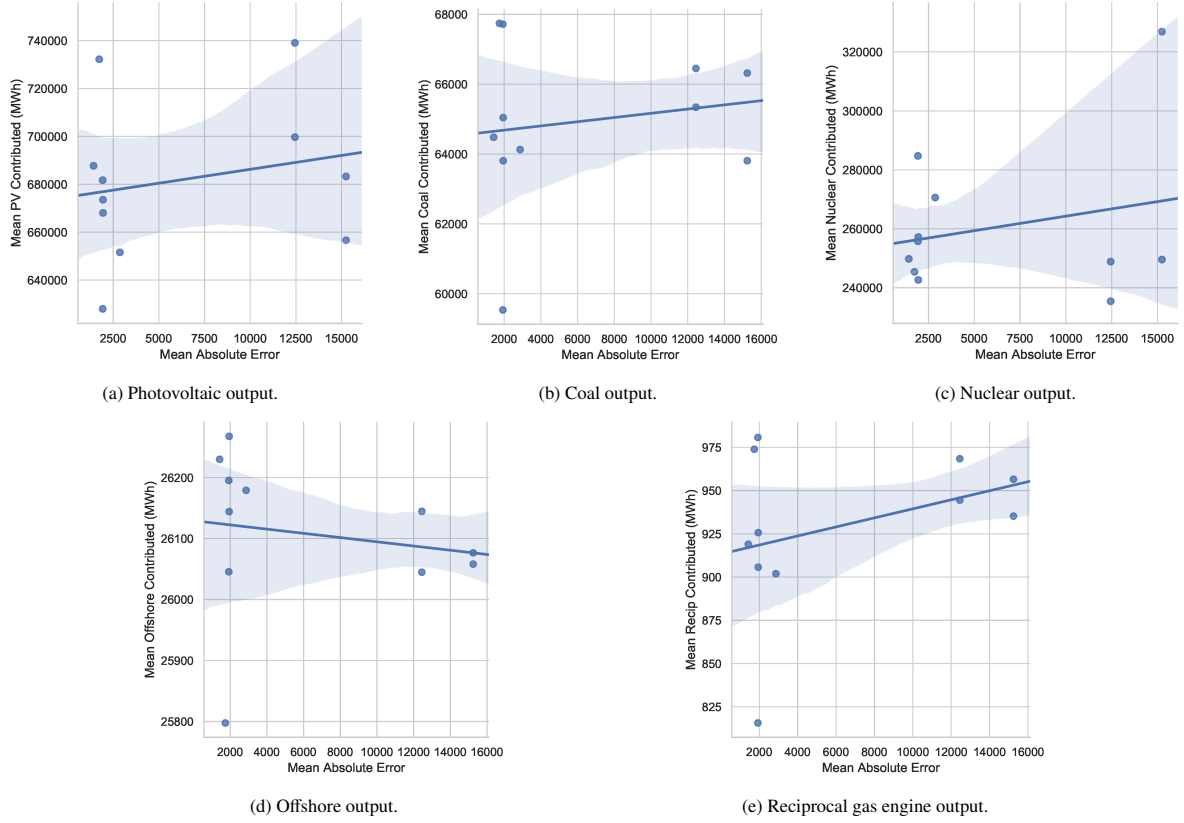 Mean PV Contributed (MWh)
740000
720000
700000
680000
660000
640000
2500 5000 7500 10000 12500 15000
Mean Absolute Error
(a) Photovoltaic output.
Mean Coal Contributed (MWh)
68000
66000
64000
62000
60000
2000 4000 6000 8000 10000 12000 14000 16000
Mean Absolute Error
(b) Coal output.
Mean Nuclear Contributed (MWh)
320000
300000
280000
260000
240000
2500 5000 7500 10000 12500 15000
Mean Absolute Error
(c) Nuclear output.
Mean Offshore Contributed (MWh)
26200
26100
26000
25900
25800
2000 4000 6000 8000 10000 12000 14000 16000
Mean Absolute Error
(d) Offshore output.
Mean Recip Contributed (MWh)
975
950
925
900
875
850
825
2000 4000 6000 8000 10000 12000 14000 16000
Mean Absolute Error
(e) Reciprocal gas engine output.